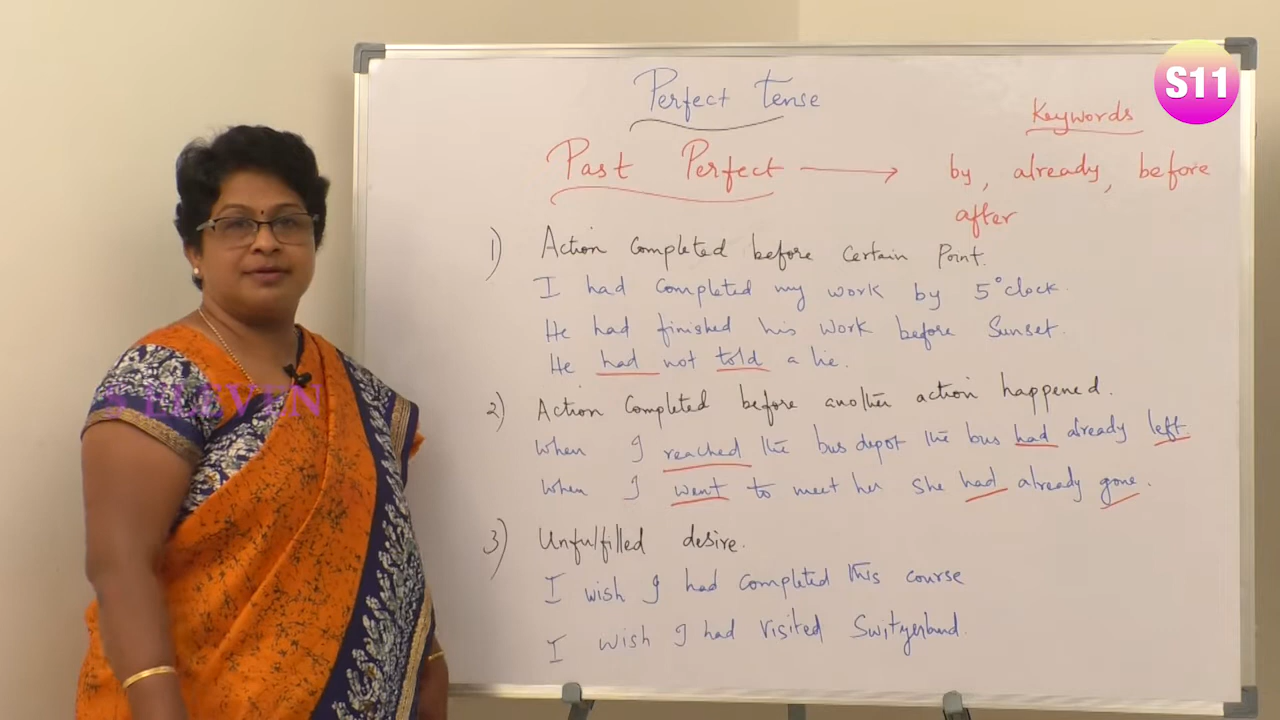 S11
Perfect Tense
Keywords
Past Perfect → by, already, before
after
1) Action Completed before Certain Point.
I had completed my work by 5°clock.
He had finished his work before Sunset.
He had not told a lie.
S ELEVEN
2) Action Completed before another action happened.
When I reached the bus depot the bus had already left.
When I went to meet her she had already gone.
3) Unfulfilled desire.
I wish I had completed this course
I wish I had visited Switzerland.